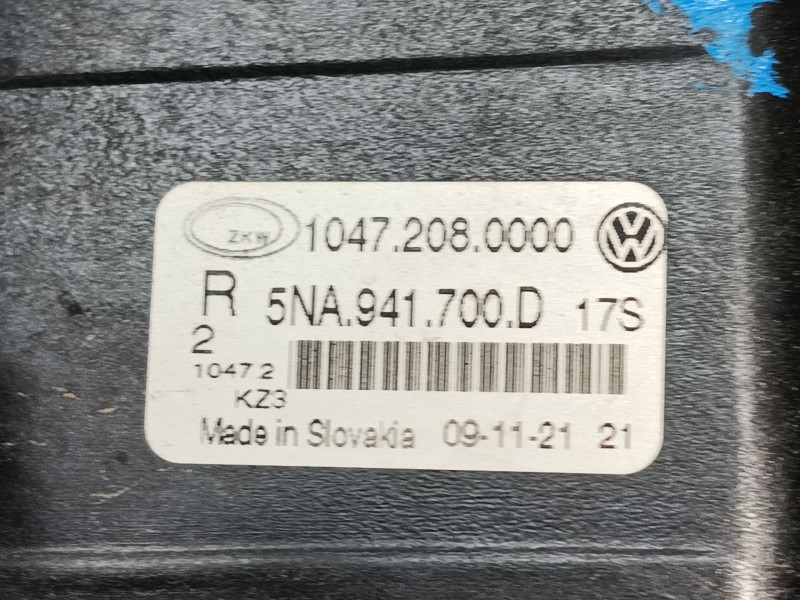 ZKW 1047.208.0000 VW
R 5NA.941.700.D 17S
2
1047 2
KZ3
Made in Slovakia 09-11-21 21